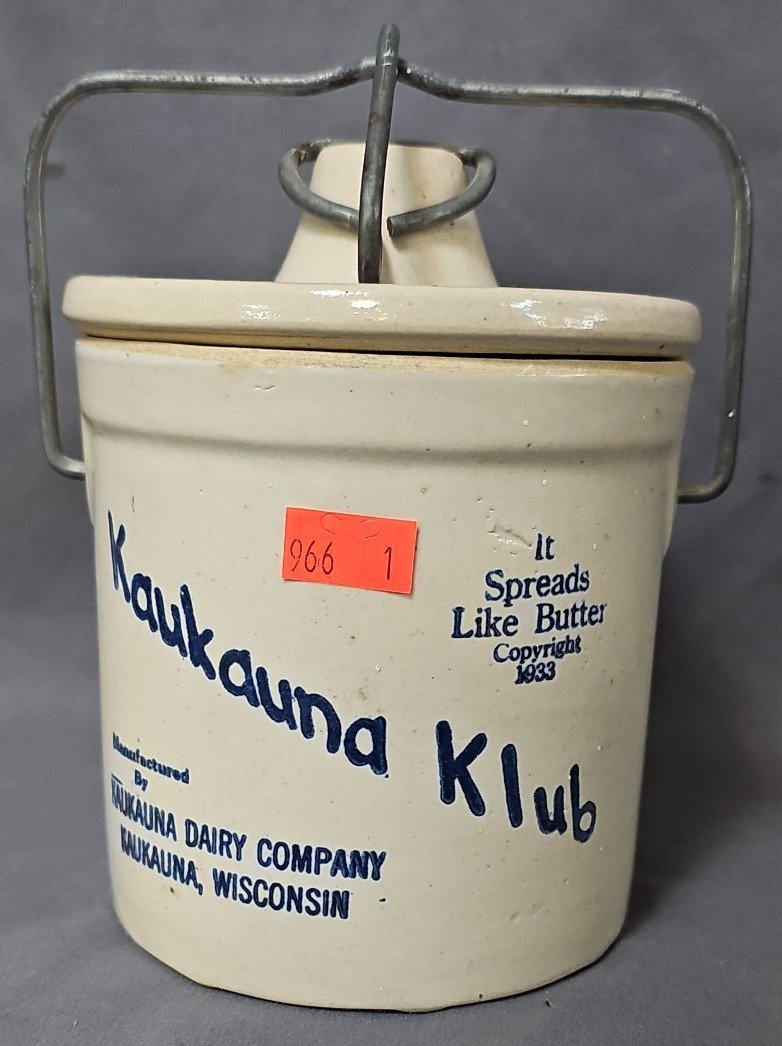 966 1
It
Spreads
Like Butter
Copyright
1933
Kaukauna Klub
Manufactured
By
KAUKAUNA DAIRY COMPANY
KAUKAUNA, WISCONSIN